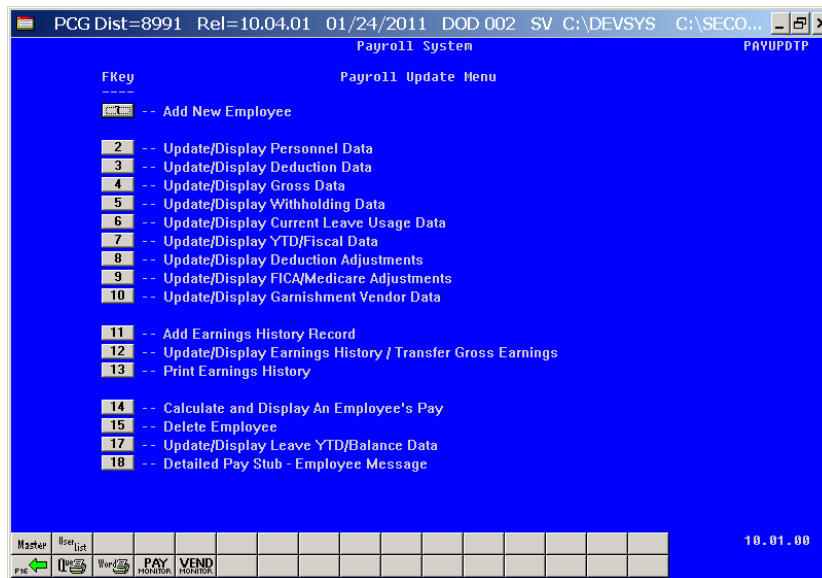 PCG Dist=8991 Rel=10.04.01 01/24/2011 DOD 002 SV C:\DEVSYS C:\SECO...
Payroll System PAYUPDTP
FKey Payroll Update Menu
----
1 -- Add New Employee
2 -- Update/Display Personnel Data
3 -- Update/Display Deduction Data
4 -- Update/Display Gross Data
5 -- Update/Display Withholding Data
6 -- Update/Display Current Leave Usage Data
7 -- Update/Display YTD/Fiscal Data
8 -- Update/Display Deduction Adjustments
9 -- Update/Display FICA/Medicare Adjustments
10 -- Update/Display Garnishment Vendor Data
11 -- Add Earnings History Record
12 -- Update/Display Earnings History / Transfer Gross Earnings
13 -- Print Earnings History
14 -- Calculate and Display An Employee's Pay
15 -- Delete Employee
17 -- Update/Display Leave YTD/Balance Data
18 -- Detailed Pay Stub - Employee Message
Master User List 10.01.00
F16 Que Word PAY MONITOR VEND MONITOR